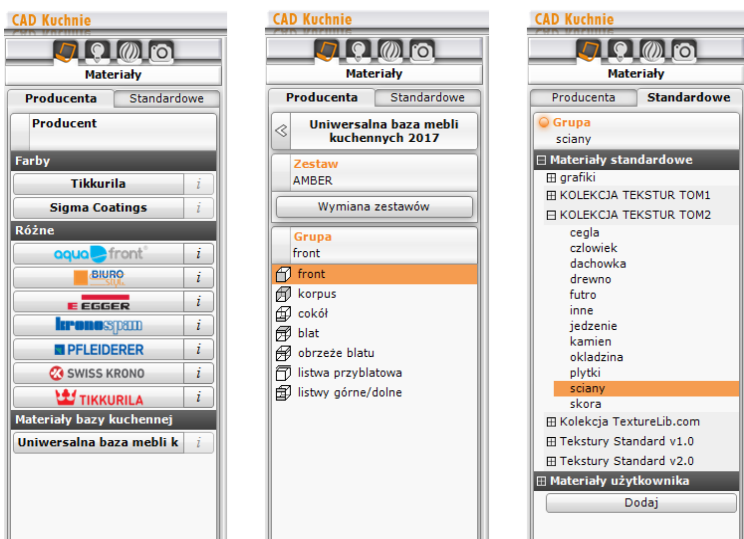 CAD Kuchnie
Materiały
Producenta Standardowe
Producent
Farby
Tikkurila i
Sigma Coatings i
Różne
aqua front i
BIURO i
EGGER i
kronospan i
PFLEIDERER i
SWISS KRONO i
TIKKURILA i
Materiały bazy kuchennej
Uniwersalna baza mebli k i
CAD Kuchnie
Materiały
Producenta Standardowe
Uniwersalna baza mebli
kuchennych 2017
Zestaw
AMBER
Wymiana zestawów
Grupa
front
front
korpus
cokół
blat
obrzeże blatu
listwa przyblatowa
listwy górne/dolne
CAD Kuchnie
Materiały
Producenta Standardowe
Grupa
sciany
Materiały standardowe
grafiki
KOLEKCJA TEKSTUR TOM1
KOLEKCJA TEKSTUR TOM2
cegla
czlowiek
dachowka
drewno
futro
inne
jedzenie
kamien
okladzina
plytki
sciany
skora
Kolekcja TextureLib.com
Tekstury Standard v1.0
Tekstury Standard v2.0
Materiały użytkownika
Dodaj